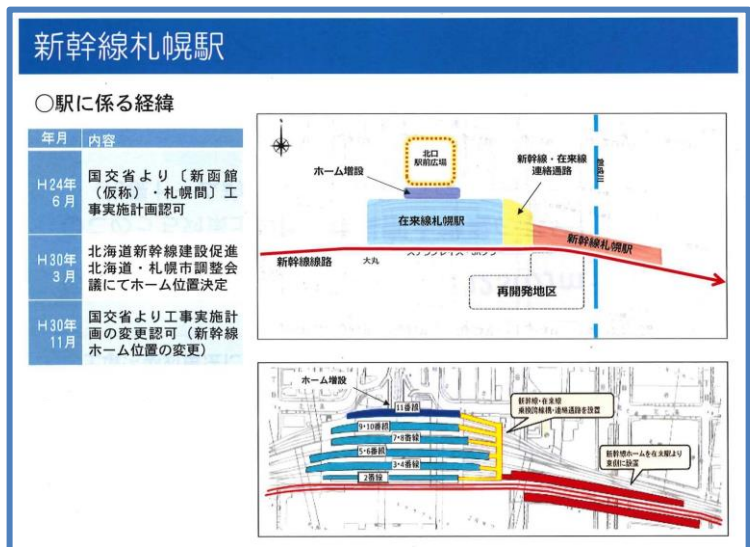 新幹線札幌駅
○駅に係る経緯
年月 内容
H24年
6月
国交省より〔新函館
(仮称)・札幌間〕工
事実施計画認可
H30年
3月
北海道新幹線建設促進
北海道・札幌市調整会
議にてホーム位置決定
H30年
11月
国交省より工事実施計
画の変更認可(新幹線
ホーム位置の変更)
北口
駅前広場
ホーム増設
新幹線・在来線
連絡通路
在来線札幌駅
新幹線札幌駅
新幹線線路
大丸
再開発地区
ホーム増設
11番線
9・10番線
7・8番線
5・6番線
3・4番線
2番線
新幹線・在来線
乗換跨線橋・連絡通路を設置
新幹線ホームを在来駅より
東側に設置